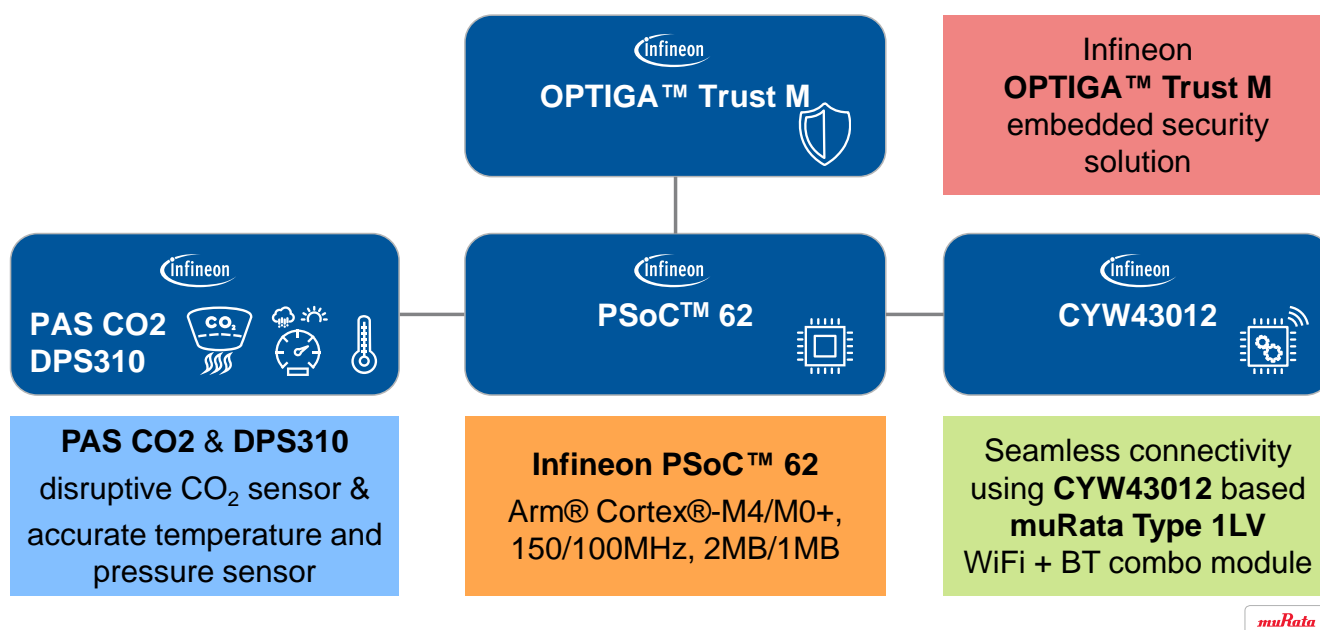 infineon
OPTIGA™ Trust M
Infineon
OPTIGA™ Trust M
embedded security
solution
infineon
PAS CO2
DPS310
CO₂
infineon
PSoC™ 62
infineon
CYW43012
PAS CO2 & DPS310
disruptive CO₂ sensor &
accurate temperature and
pressure sensor
Infineon PSoC™ 62
Arm® Cortex®-M4/M0+,
150/100MHz, 2MB/1MB
Seamless connectivity
using CYW43012 based
muRata Type 1LV
WiFi + BT combo module
muRata